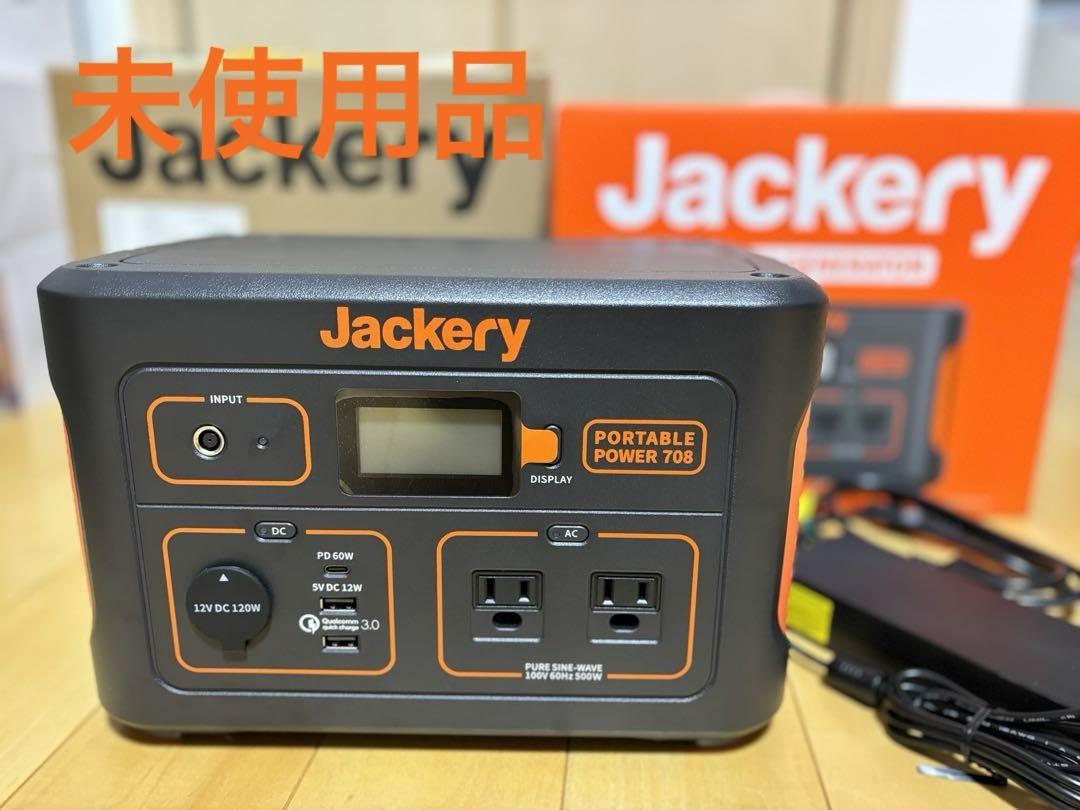 未使用品
Jackery
Jackery
GENERATOR
Jackery
INPUT
DISPLAY
PORTABLE
POWER 708
DC
AC
PD 60W
5V DC 12W
12V DC 120W
Qualcomm
quick charge 3.0
PURE SINE-WAVE
100V 60Hz 500W